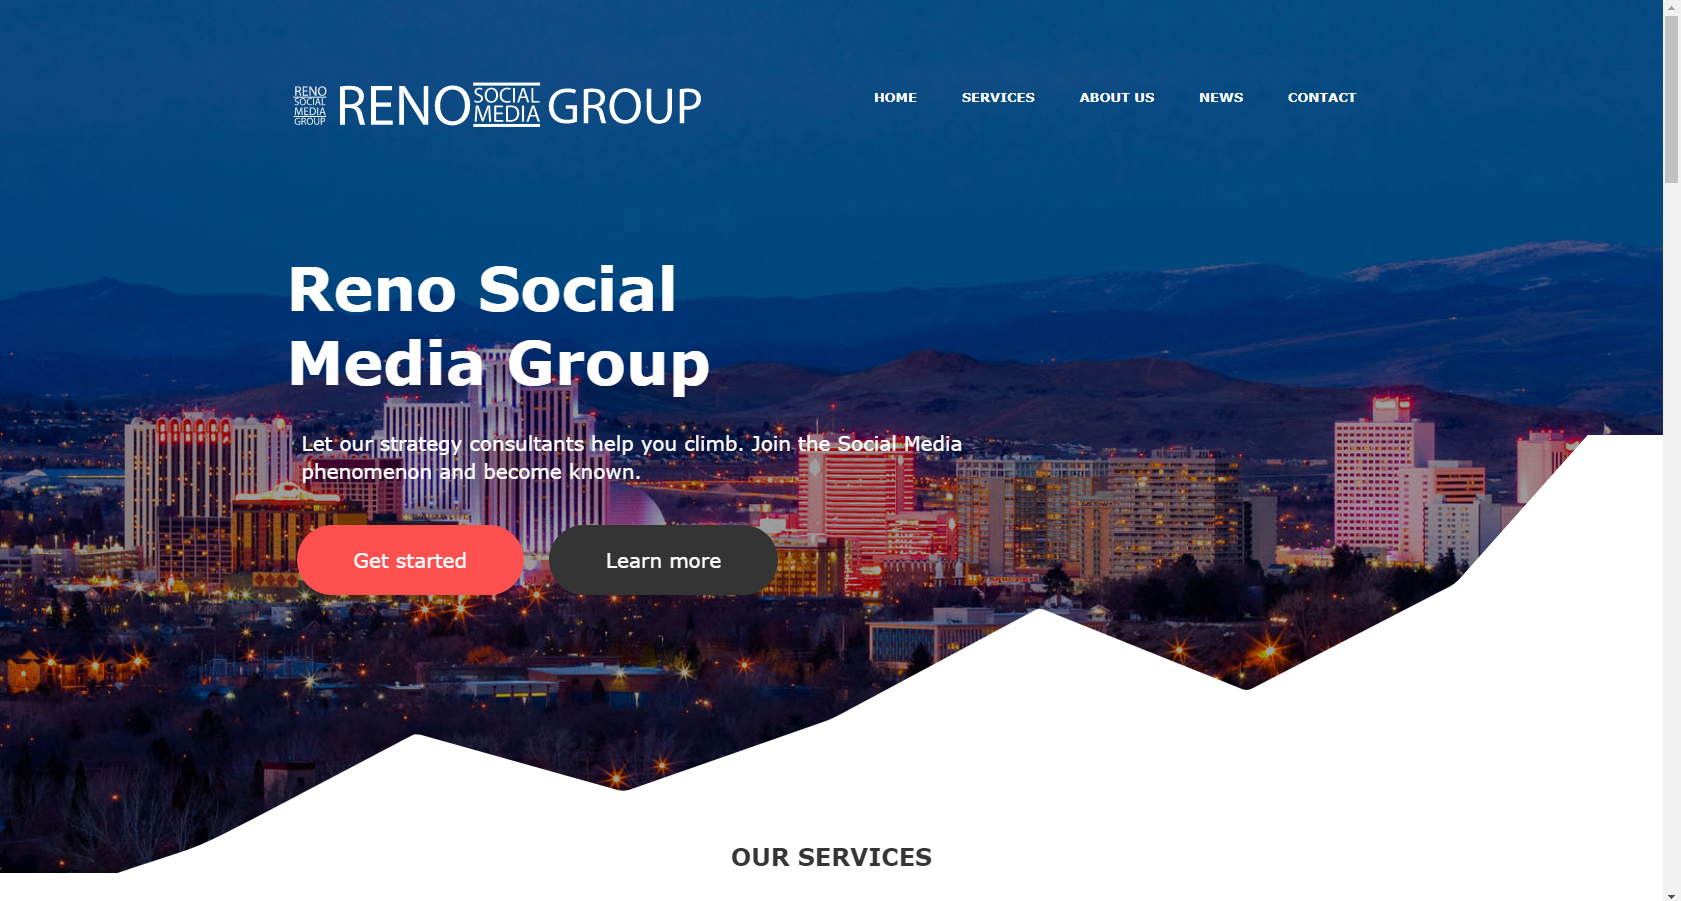 RENO
SOCIAL
MEDIA
GROUP
RENO SOCIAL MEDIA GROUP
HOME SERVICES ABOUT US NEWS CONTACT
Reno Social
Media Group
Let our strategy consultants help you climb. Join the Social Media
phenomenon and become known.
Get started Learn more
OUR SERVICES